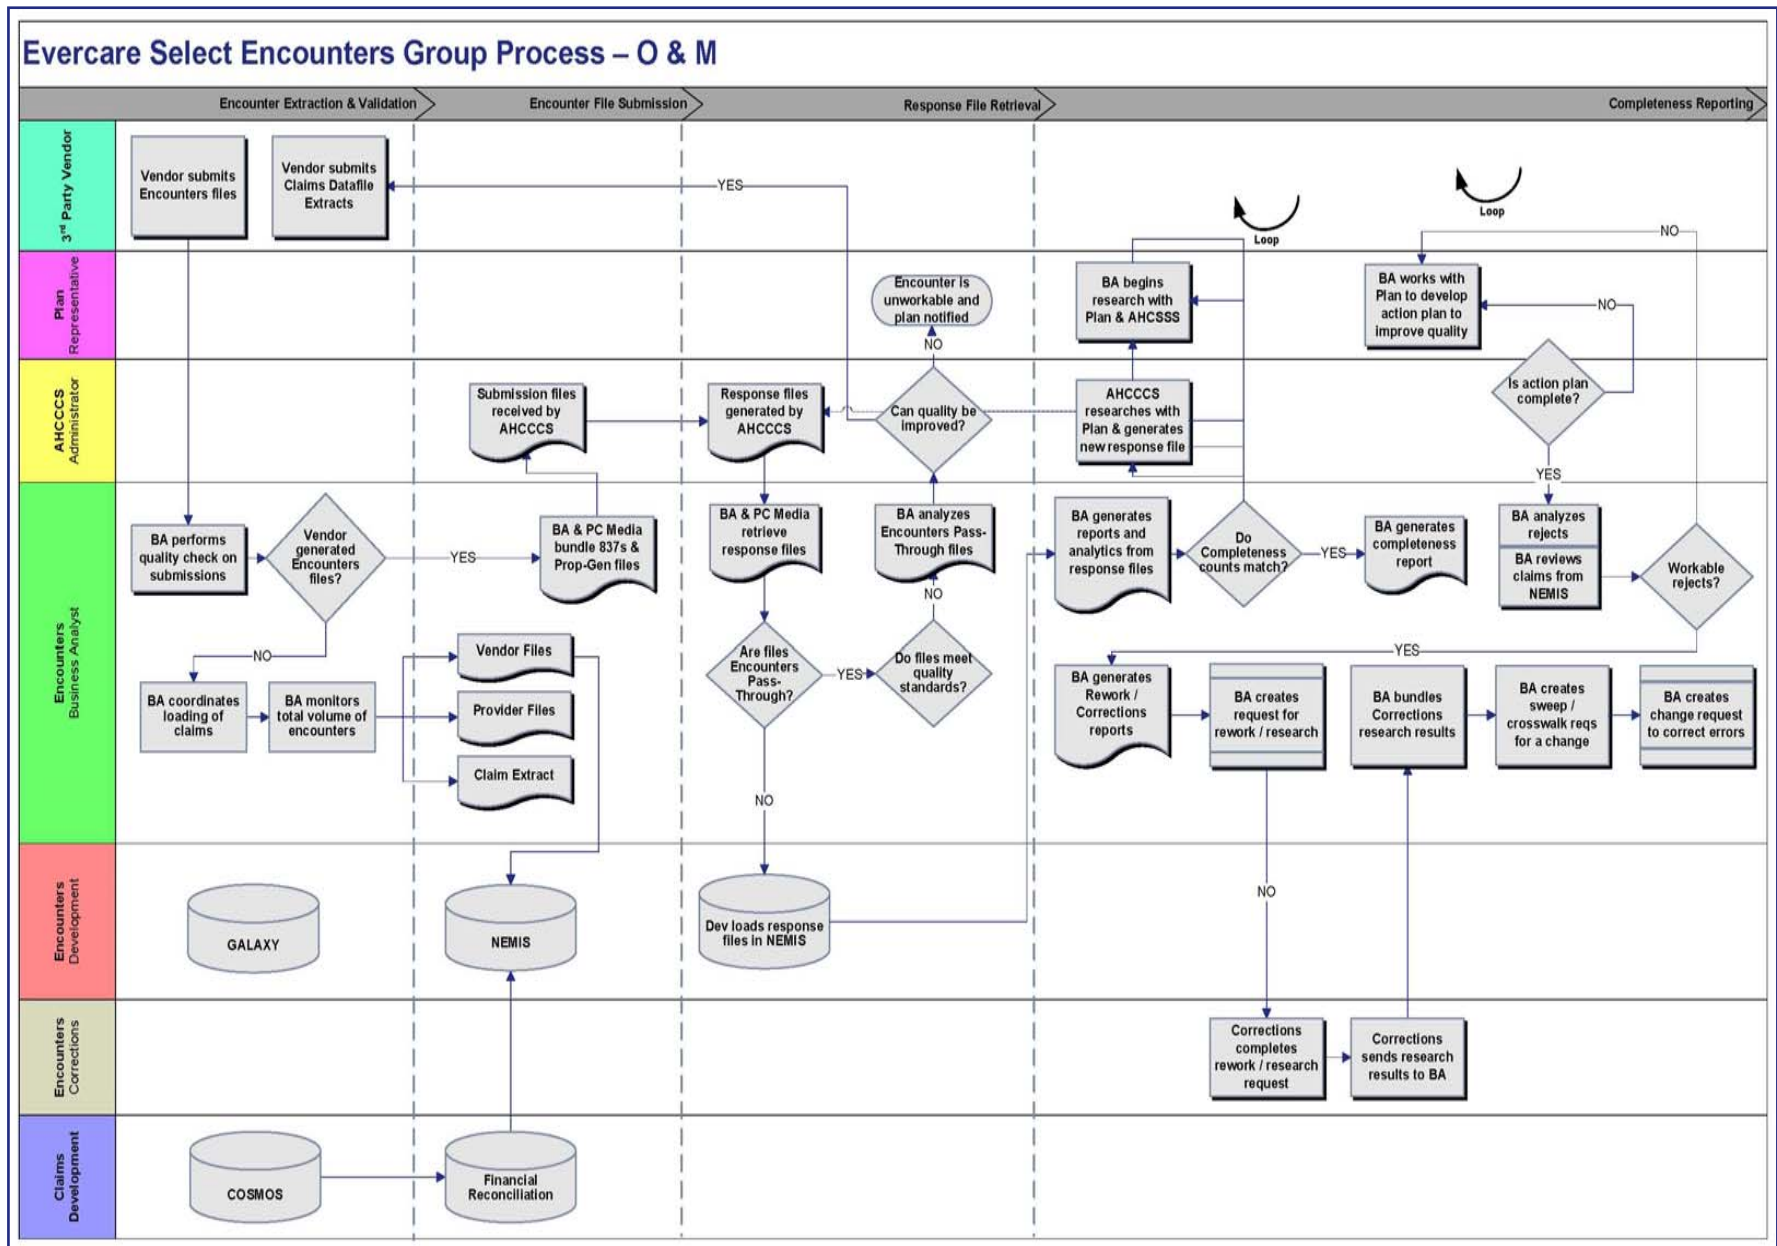 Evercare Select Encounters Group Process – O & M
Encounter Extraction & Validation
Encounter File Submission
Response File Retrieval
Completeness Reporting
3rd Party Vendor
Vendor submits
Encounters files
Vendor submits
Claims Datafile
Extracts
YES
Loop
Loop
NO
Plan
Representative
Encounter is
unworkable and
plan notified
NO
BA begins
research with
Plan & AHCSSS
BA works with
Plan to develop
action plan to
improve quality
NO
AHCCCS
Administrator
Submission files
received by
AHCCCS
Response files
generated by
AHCCCS
Can quality be
improved?
AHCCCS
researches with
Plan & generates
new response file
Is action plan
complete?
YES
Encounters
Business Analyst
BA performs
quality check on
submissions
Vendor
generated
Encounters
files?
YES
BA & PC Media
bundle 837s &
Prop-Gen files
BA & PC Media
retrieve
response files
BA analyzes
Encounters Pass-
Through files
NO
BA generates
reports and
analytics from
response files
Do
Completeness
counts match?
YES
BA generates
completeness
report
BA analyzes
rejects
BA reviews
claims from
NEMIS
Workable
rejects?
NO
BA coordinates
loading of
claims
BA monitors
total volume of
encounters
Vendor Files
Provider Files
Claim Extract
Are files
Encounters
Pass-
Through?
YES
Do files meet
quality
standards?
NO
YES
BA generates
Rework /
Corrections
reports
BA creates
request for
rework / research
BA bundles
Corrections
research results
BA creates
sweep /
crosswalk reqs
for a change
BA creates
change request
to correct errors
Encounters
Development
GALAXY
NEMIS
Dev loads response
files in NEMIS
NO
Encounters
Corrections
Corrections
completes
rework / research
request
Corrections
sends research
results to BA
Claims
Development
COSMOS
Financial
Reconciliation